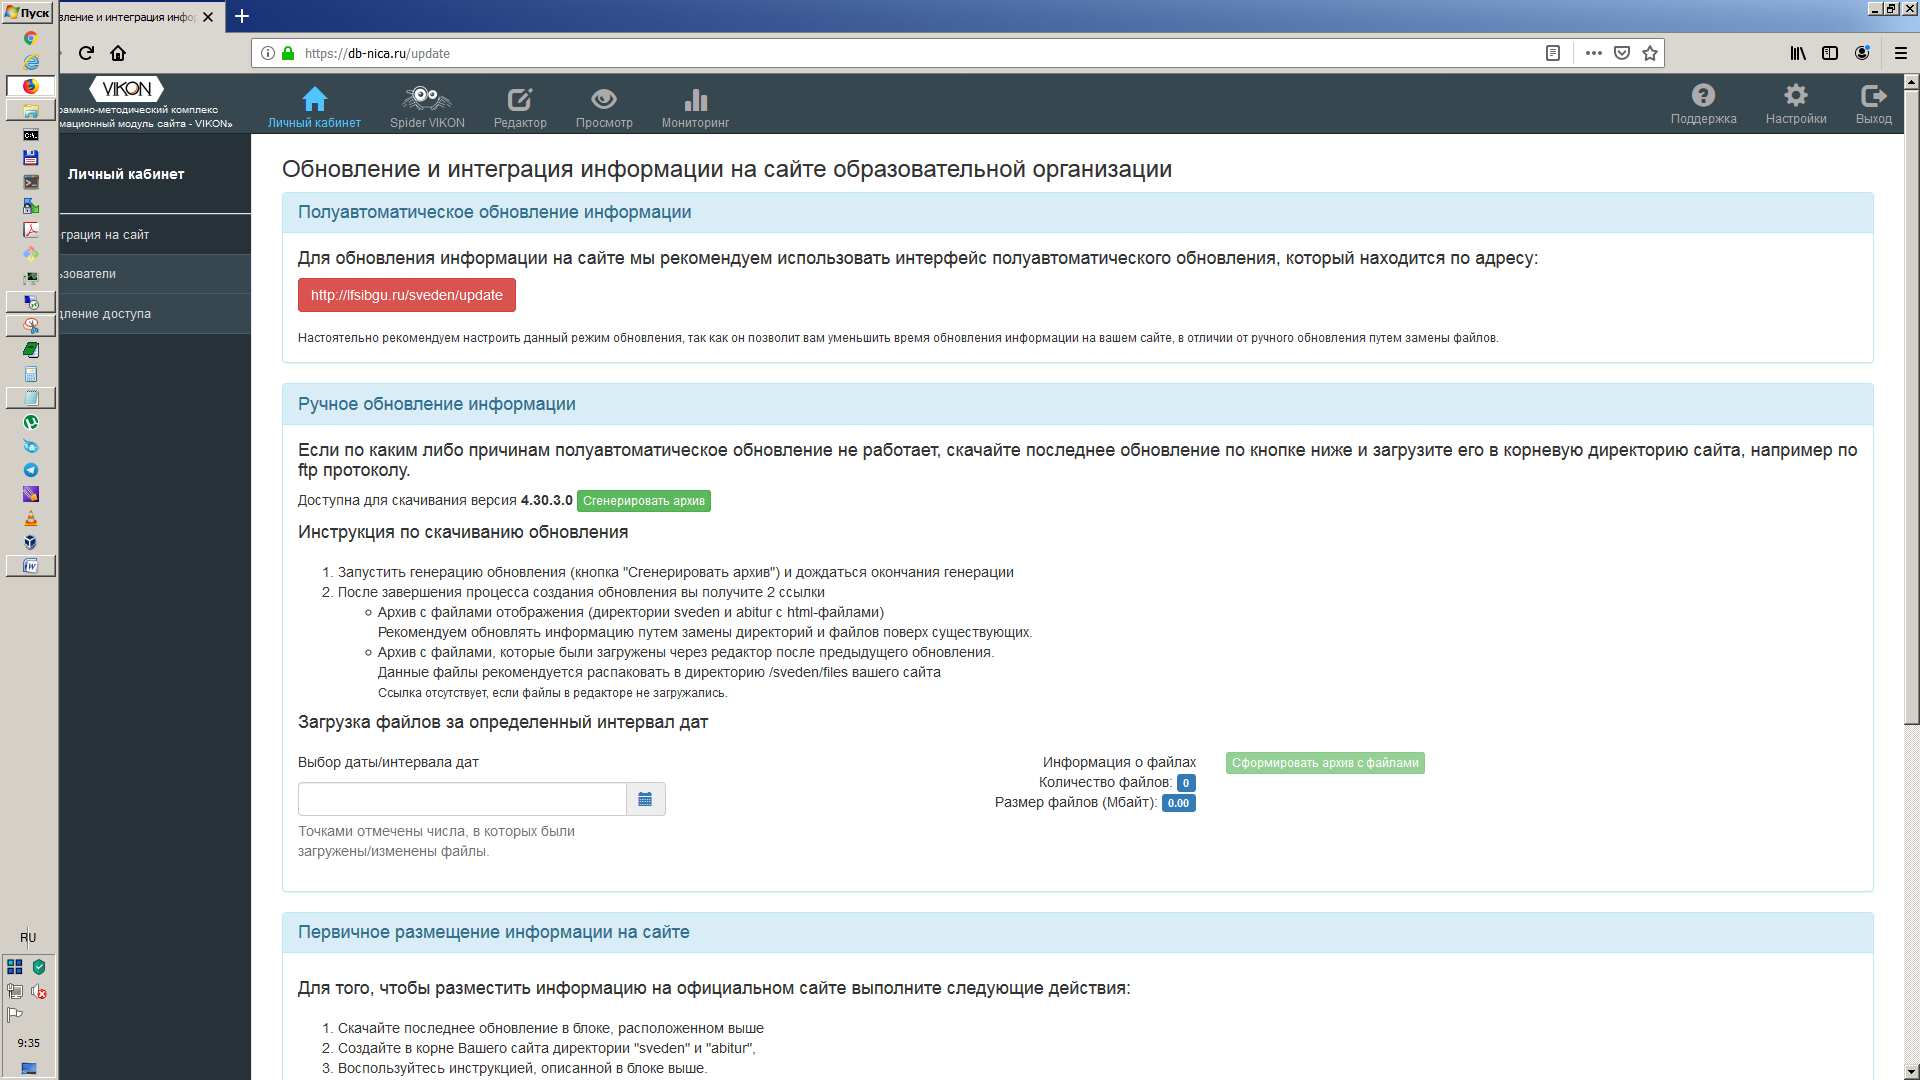 Пуск
вление и интеграция инфо
https://db-nica.ru/update
VIKON
раммно-методический комплекс
мационный модуль сайта - VIKON»
Личный кабинет
Spider VIKON
Редактор
Просмотр
Мониторинг
Поддержка
Настройки
Выход
Личный кабинет
еграция на сайт
ьзователи
дление доступа
Обновление и интеграция информации на сайте образовательной организации
Полуавтоматическое обновление информации
Для обновления информации на сайте мы рекомендуем использовать интерфейс полуавтоматического обновления, который находится по адресу:
http://lfsibgu.ru/sveden/update
Настоятельно рекомендуем настроить данный режим обновления, так как он позволит вам уменьшить время обновления информации на вашем сайте, в отличии от ручного обновления путем замены файлов.
Ручное обновление информации
Если по каким либо причинам полуавтоматическое обновление не работает, скачайте последнее обновление по кнопке ниже и загрузите его в корневую директорию сайта, например по
ftp протоколу.
Доступна для скачивания версия 4.30.3.0 Сгенерировать архив
Инструкция по скачиванию обновления
1. Запустить генерацию обновления (кнопка "Сгенерировать архив") и дождаться окончания генерации
2. После завершения процесса создания обновления вы получите 2 ссылки
Архив с файлами отображения (директории sveden и abitur с html-файлами)
Рекомендуем обновлять информацию путем замены директорий и файлов поверх существующих.
Архив с файлами, которые были загружены через редактор после предыдущего обновления.
Данные файлы рекомендуется распаковать в директорию /sveden/files вашего сайта
Ссылка отсутствует, если файлы в редакторе не загружались.
Загрузка файлов за определенный интервал дат
Выбор даты/интервала дат
Точками отмечены числа, в которых были
загружены/изменены файлы.
Информация о файлах
Количество файлов: 0
Размер файлов (Мбайт): 0.00
Сформировать архив с файлами
Первичное размещение информации на сайте
Для того, чтобы разместить информацию на официальном сайте выполните следующие действия:
1. Скачайте последнее обновление в блоке, расположенном выше
2. Создайте в корне Вашего сайта директории "sveden" и "abitur",
3. Воспользуйтесь инструкцией, описанной в блоке выше.
RU
9:35